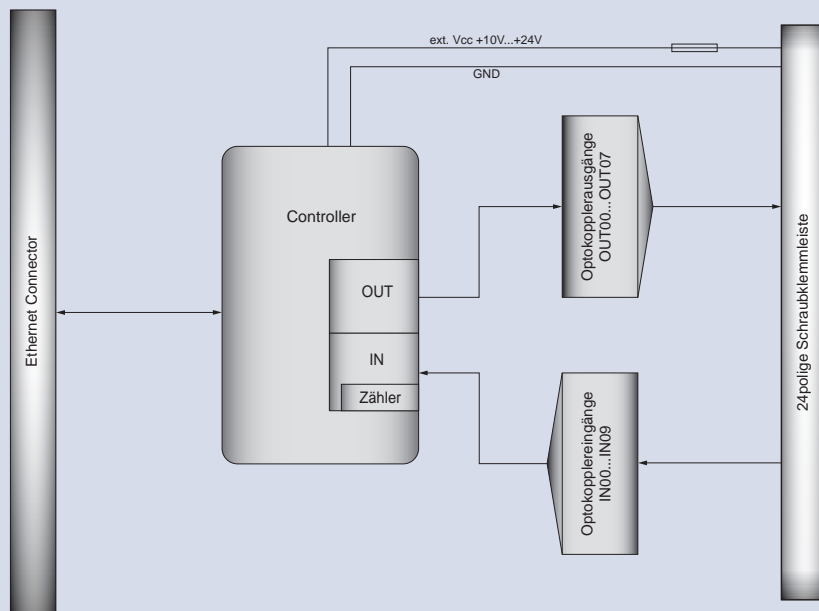 ext. Vcc +10V...+24V
GND
Ethernet Connector
Controller
OUT
IN
Zähler
Optokopplerausgänge
OUT00...OUT07
Optokopplereingänge
IN00...IN09
24polige Schraubklemmleiste